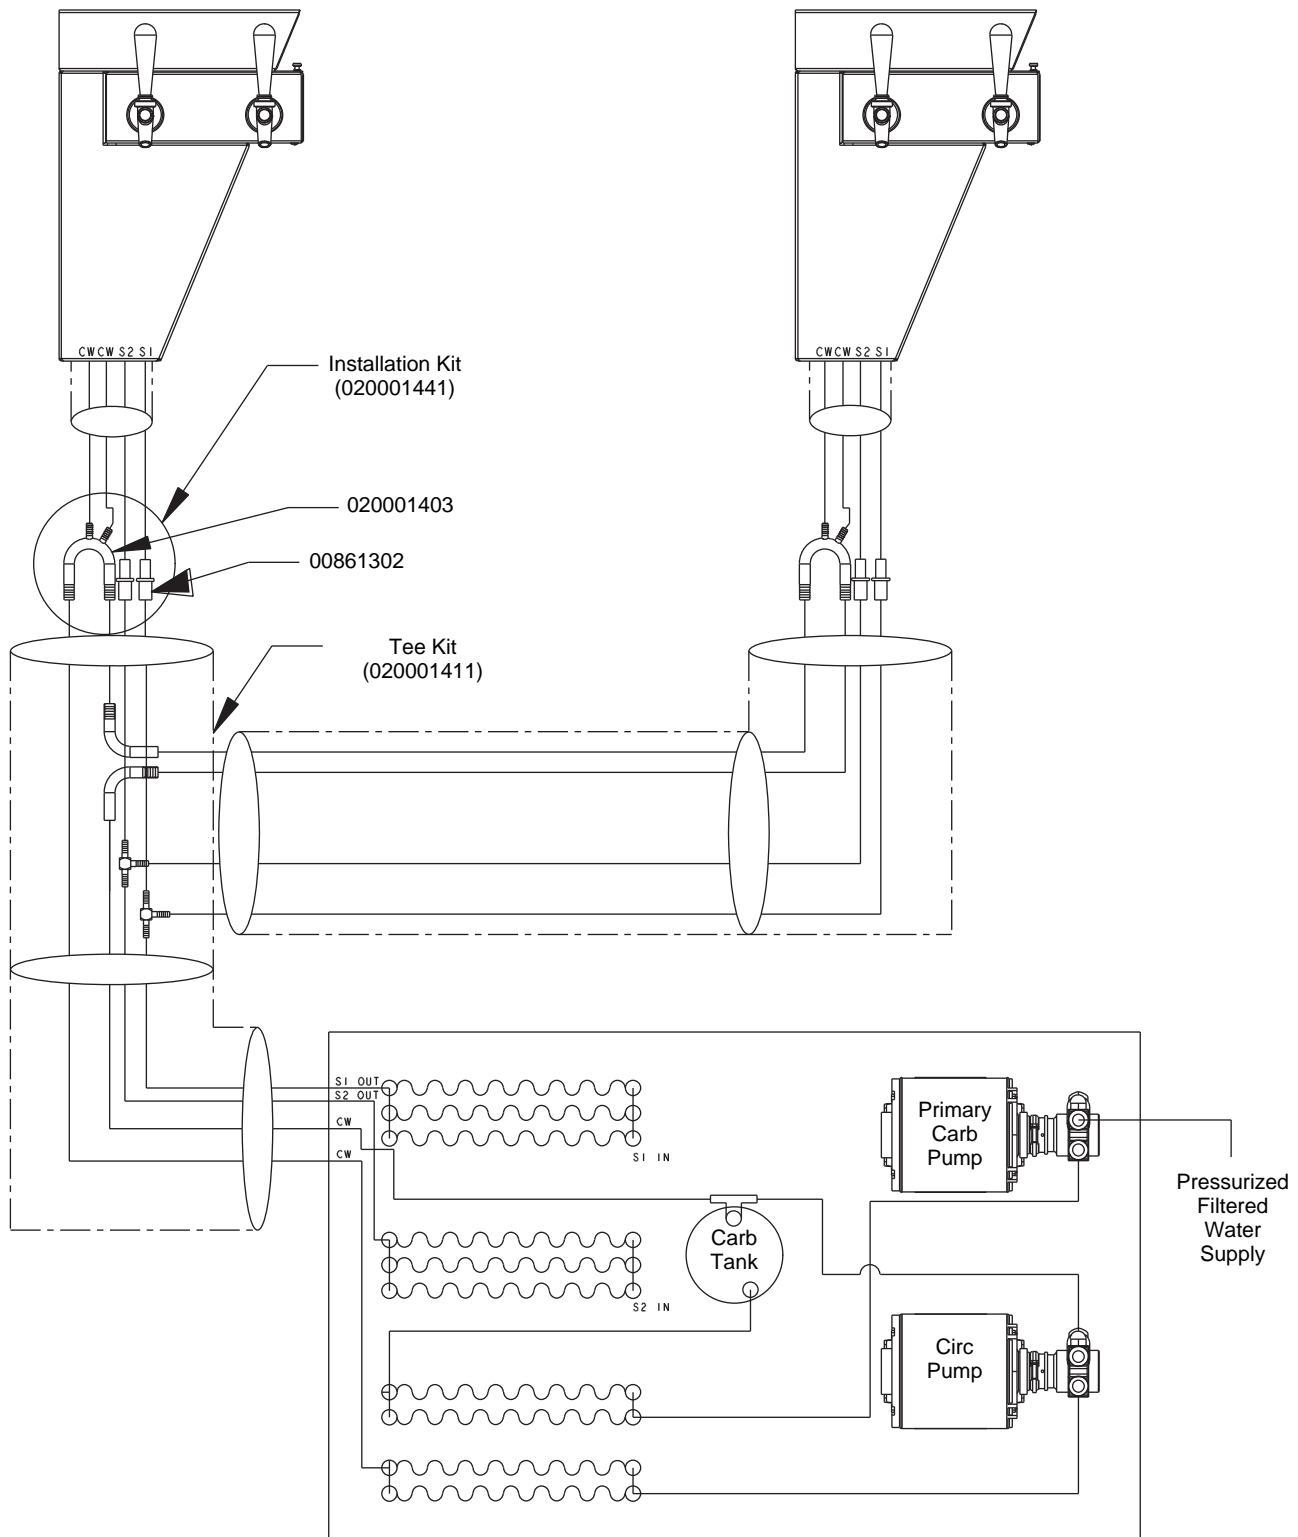 CW CW S2 S1
CW CW S2 S1
Installation Kit
(020001441)
020001403
00861302
Tee Kit
(020001411)
S1 OUT
S2 OUT
CW
CW
S1 IN
Primary
Carb
Pump
Pressurized
Filtered
Water
Supply
Carb
Tank
S2 IN
Circ
Pump